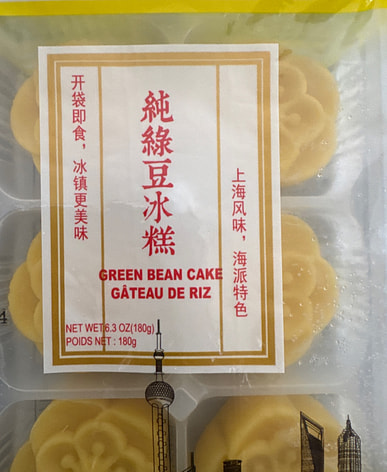 开袋即食，冰镇更美味
純綠豆冰糕
上海风味，海派特色
GREEN BEAN CAKE
GÂTEAU DE RIZ
NET WET 6.3 OZ(180g)
POIDS NET : 180g